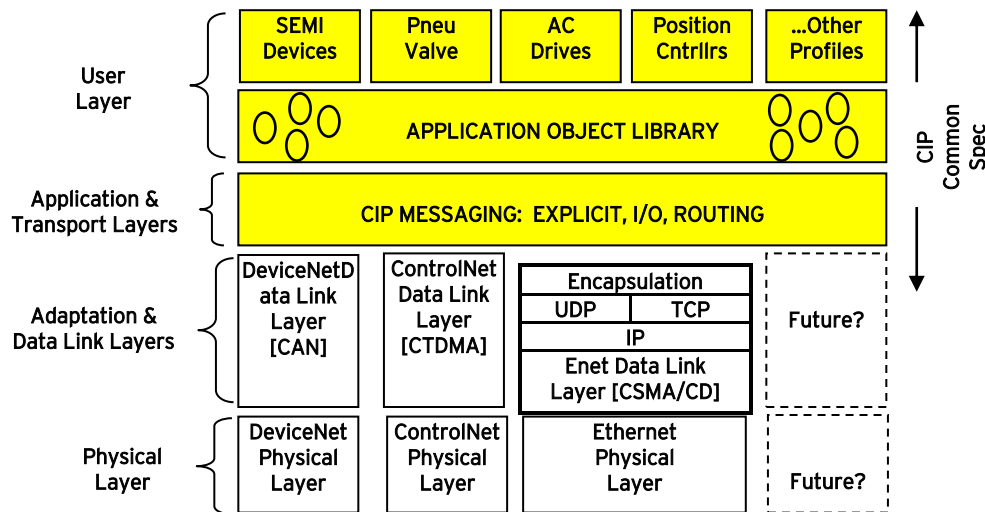 SEMI
Devices
Pneu
Valve
AC
Drives
Position
Cntrllrs
...Other
Profiles
User
Layer
APPLICATION OBJECT LIBRARY
CIP
Common
Spec
Application &
Transport Layers
CIP MESSAGING: EXPLICIT, I/O, ROUTING
Adaptation &
Data Link Layers
DeviceNetD
ata Link
Layer
[CAN]
ControlNet
Data Link
Layer
[CTDMA]
Encapsulation
UDP
TCP
IP
Enet Data Link
Layer [CSMA/CD]
Future?
Physical
Layer
DeviceNet
Physical
Layer
ControlNet
Physical
Layer
Ethernet
Physical
Layer
Future?